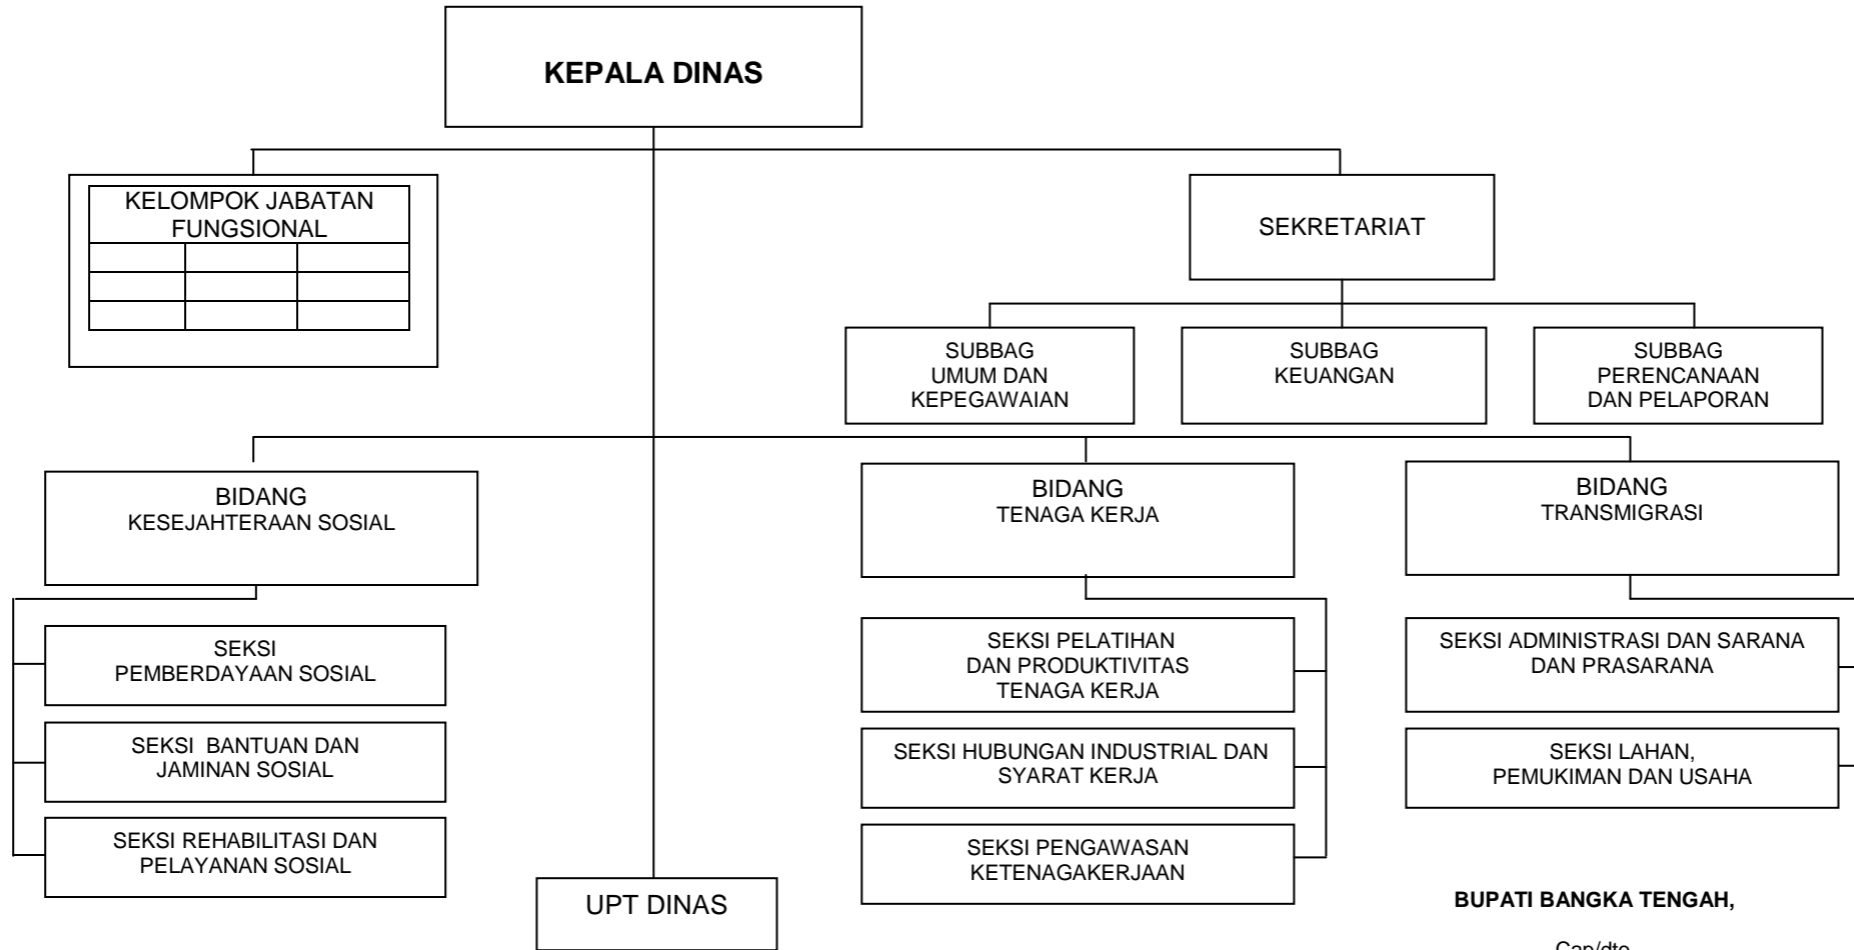 KEPALA DINAS
KELOMPOK JABATAN
FUNGSIONAL
SEKRETARIAT
SUBBAG
UMUM DAN
KEPEGAWAIAN
SUBBAG
KEUANGAN
SUBBAG
PERENCANAAN
DAN PELAPORAN
BIDANG
KESEJAHTERAAN SOSIAL
BIDANG
TENAGA KERJA
BIDANG
TRANSMIGRASI
SEKSI
PEMBERDAYAAN SOSIAL
SEKSI BANTUAN DAN
JAMINAN SOSIAL
SEKSI REHABILITASI DAN
PELAYANAN SOSIAL
SEKSI PELATIHAN
DAN PRODUKTIVITAS
TENAGA KERJA
SEKSI HUBUNGAN INDUSTRIAL DAN
SYARAT KERJA
SEKSI PENGAWASAN
KETENAGAKERJAAN
SEKSI ADMINISTRASI DAN SARANA
DAN PRASARANA
SEKSI LAHAN,
PEMUKIMAN DAN USAHA
UPT DINAS
BUPATI BANGKA TENGAH,
Cap/dto